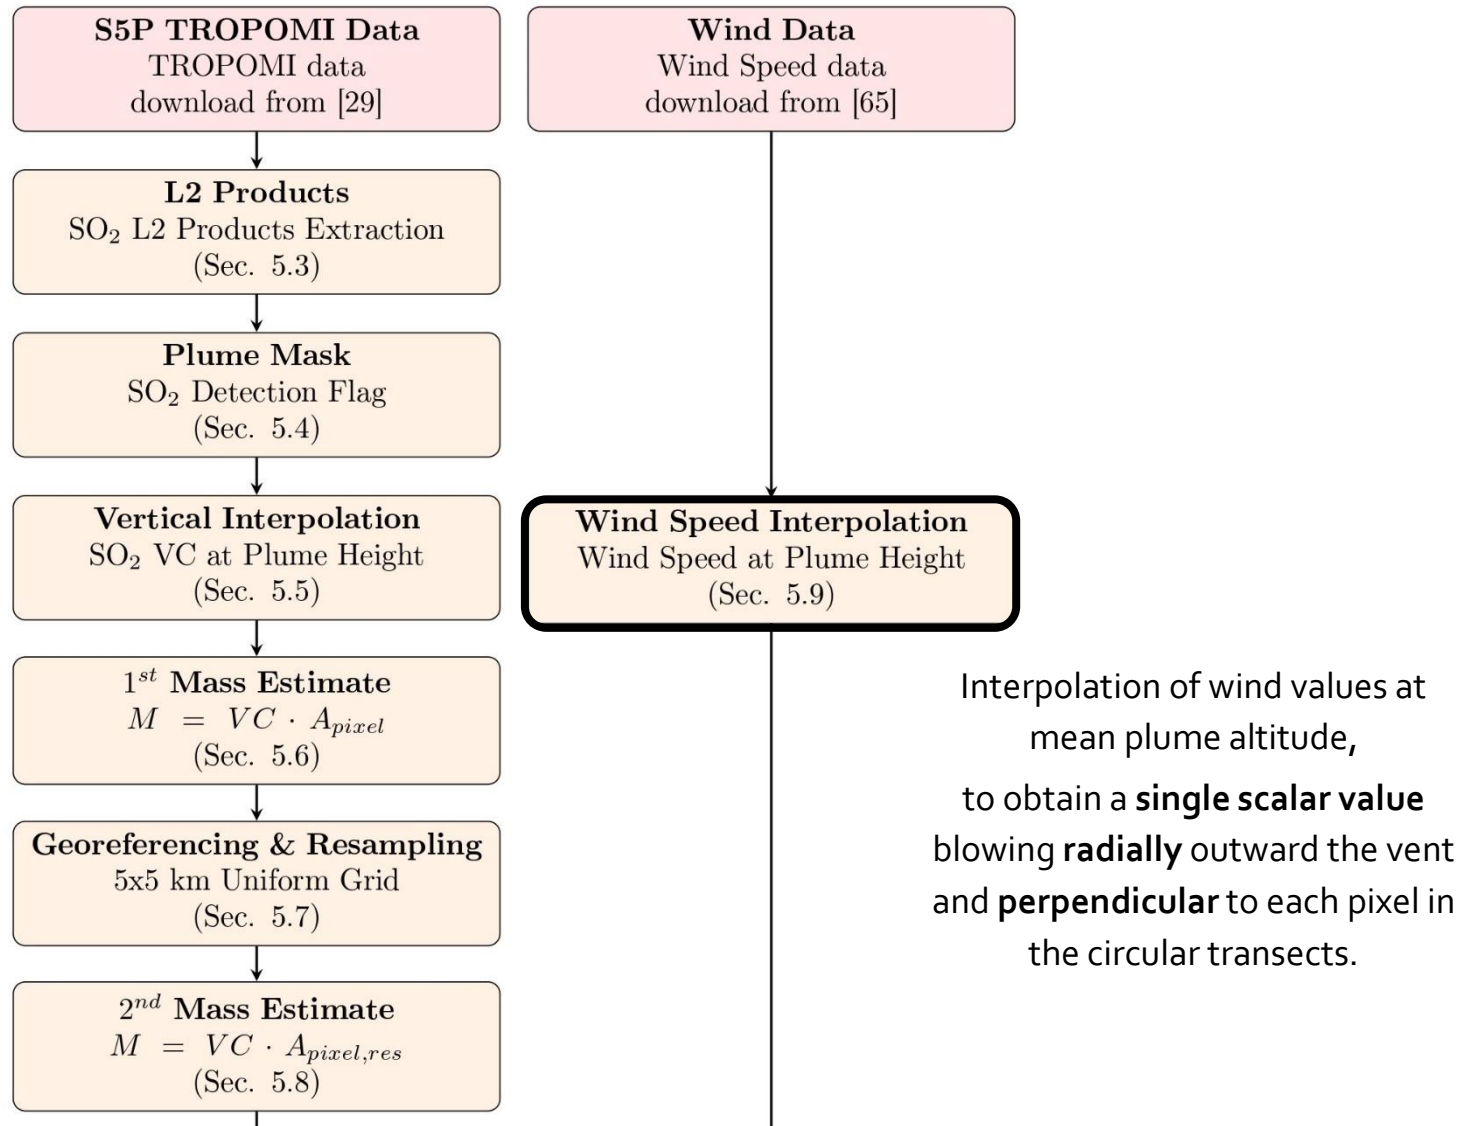 S5P TROPOMI Data
TROPOMI data
download from [29]
Wind Data
Wind Speed data
download from [65]
L2 Products
SO₂ L2 Products Extraction
(Sec. 5.3)
Plume Mask
SO₂ Detection Flag
(Sec. 5.4)
Vertical Interpolation
SO₂ VC at Plume Height
(Sec. 5.5)
Wind Speed Interpolation
Wind Speed at Plume Height
(Sec. 5.9)
1st Mass Estimate
M = VC · Apixel
(Sec. 5.6)
Georeferencing & Resampling
5x5 km Uniform Grid
(Sec. 5.7)
2nd Mass Estimate
M = VC · Apixel,res
(Sec. 5.8)
Interpolation of wind values at
mean plume altitude,
to obtain a single scalar value
blowing radially outward the vent
and perpendicular to each pixel in
the circular transects.